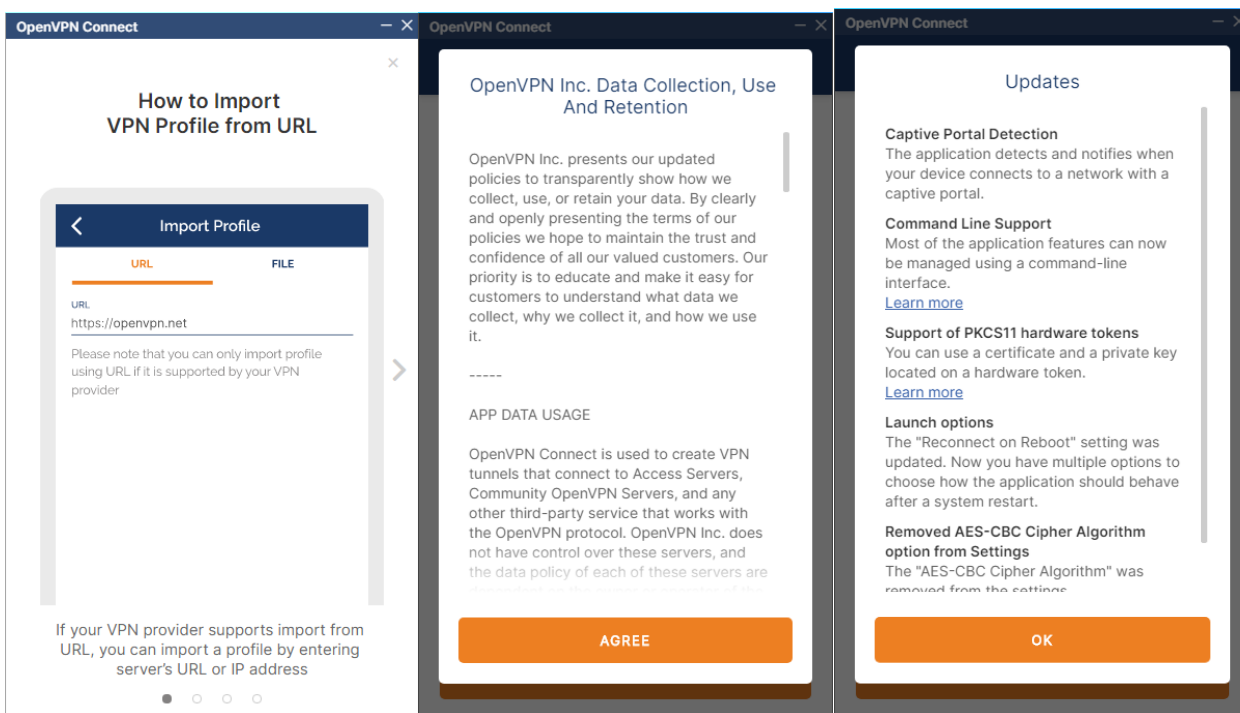 OpenVPN Connect
How to Import
VPN Profile from URL
Import Profile
URL
FILE
URL
https://openvpn.net
Please note that you can only import profile
using URL if it is supported by your VPN
provider
If your VPN provider supports import from
URL, you can import a profile by entering
server's URL or IP address
OpenVPN Connect
OpenVPN Inc. Data Collection, Use
And Retention
OpenVPN Inc. presents our updated
policies to transparently show how we
collect, use, or retain your data. By clearly
and openly presenting the terms of our
policies we hope to maintain the trust and
confidence of all our valued customers. Our
priority is to educate and make it easy for
customers to understand what data we
collect, why we collect it, and how we use
it.
-----
APP DATA USAGE
OpenVPN Connect is used to create VPN
tunnels that connect to Access Servers,
Community OpenVPN Servers, and any
other third-party service that works with
the OpenVPN protocol. OpenVPN Inc. does
not have control over these servers, and
the data policy of each of these servers are
AGREE
OpenVPN Connect
Updates
Captive Portal Detection
The application detects and notifies when
your device connects to a network with a
captive portal.
Command Line Support
Most of the application features can now
be managed using a command-line
interface.
Learn more
Support of PKCS11 hardware tokens
You can use a certificate and a private key
located on a hardware token.
Learn more
Launch options
The "Reconnect on Reboot" setting was
updated. Now you have multiple options to
choose how the application should behave
after a system restart.
Removed AES-CBC Cipher Algorithm
option from Settings
The "AES-CBC Cipher Algorithm" was
removed from the settings
OK